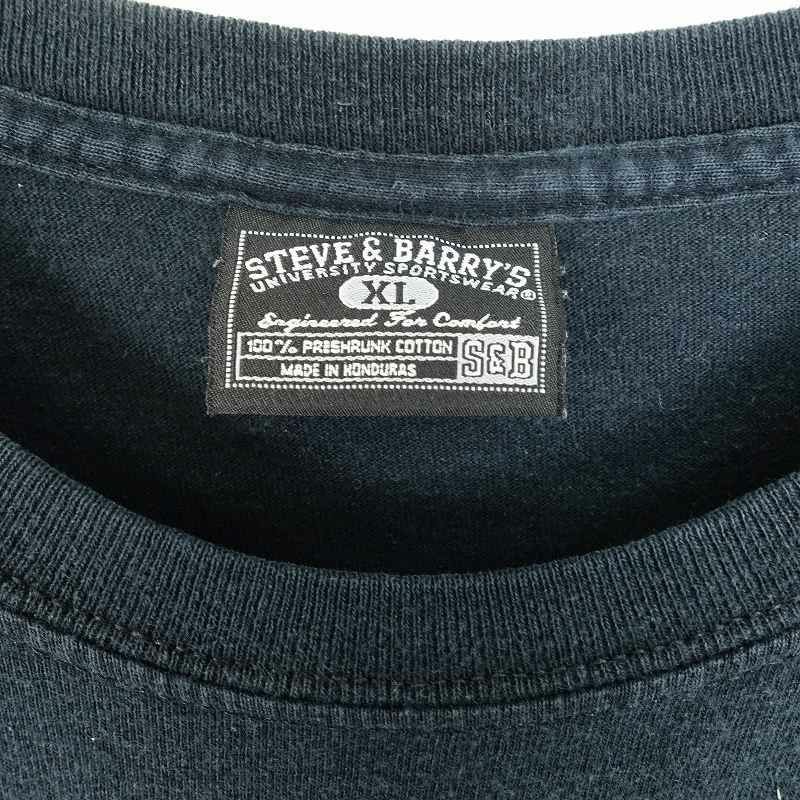 STEVE & BARRY'S
UNIVERSITY SPORTSWEAR®
XL
Engineered For Comfort
100% PRESHRUNK COTTON
MADE IN HONDURAS
S&B